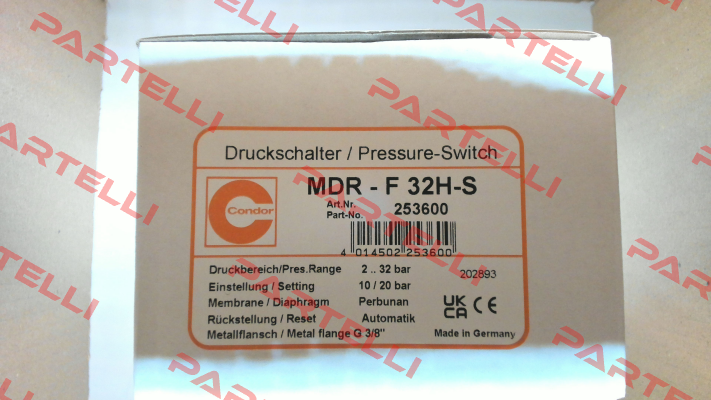 Druckschalter / Pressure-Switch
Condor
MDR - F 32H-S
Art.Nr.
Part-No. 253600
4 014502 253600
Druckbereich/Pres.Range 2 .. 32 bar
202893
Einstellung / Setting 10 / 20 bar
Membrane / Diaphragm Perbunan
UK CA CE
Rückstellung / Reset Automatik
Metallflansch / Metal flange G 3/8"
Made in Germany
PARTELLI
PARTELLI
PARTELLI
PARTELLI
PARTELLI
PARTELLI
PARTELLI
PARTELLI
PARTELLI